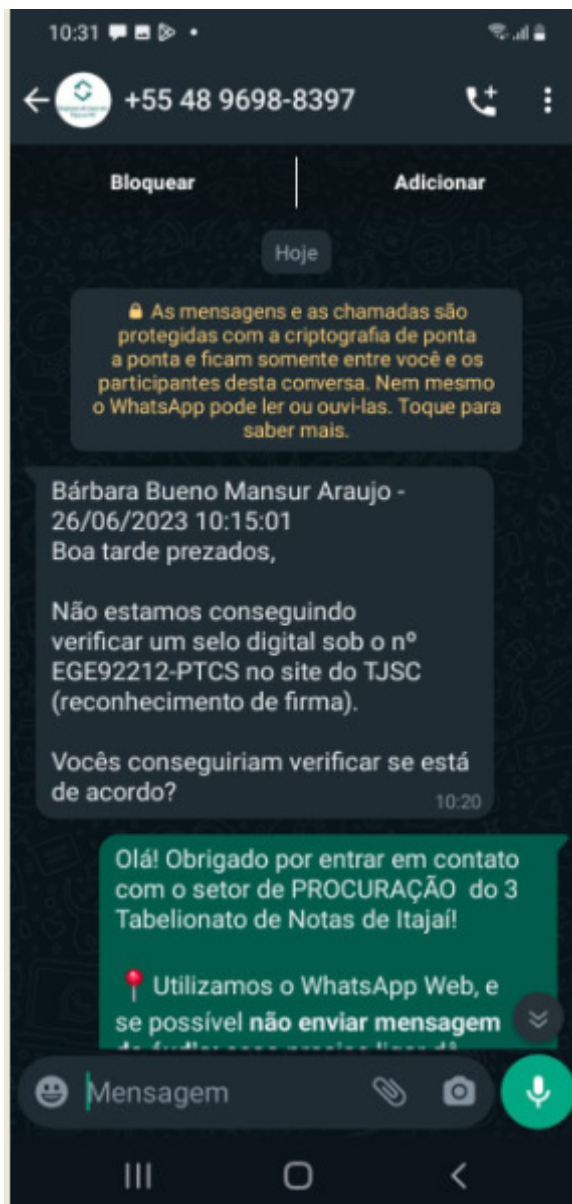 10:31
+55 48 9698-8397
Bloquear
Adicionar
Hoje
As mensagens e as chamadas são
protegidas com a criptografia de ponta
a ponta e ficam somente entre você e os
participantes desta conversa. Nem mesmo
o WhatsApp pode ler ou ouvi-las. Toque para
saber mais.
Bárbara Bueno Mansur Araujo -
26/06/2023 10:15:01
Boa tarde prezados,
Não estamos conseguindo
verificar um selo digital sob o nº
EGE92212-PTCS no site do TJSC
(reconhecimento de firma).
Vocês conseguiriam verificar se está
de acordo?
10:20
Olá! Obrigado por entrar em contato
com o setor de PROCURAÇÃO do 3
Tabelionato de Notas de Itajaí!
📍 Utilizamos o WhatsApp Web, e
se possível não enviar mensagem
Mensagem